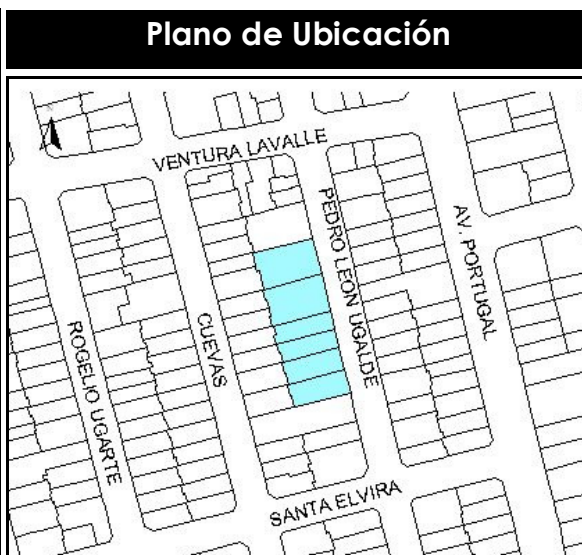 Plano de Ubicación
VENTURA LAVALLE
PEDRO LEON UGALDE
AV. PORTUGAL
CUEVAS
ROGELIO UGARTE
SANTA ELVIRA